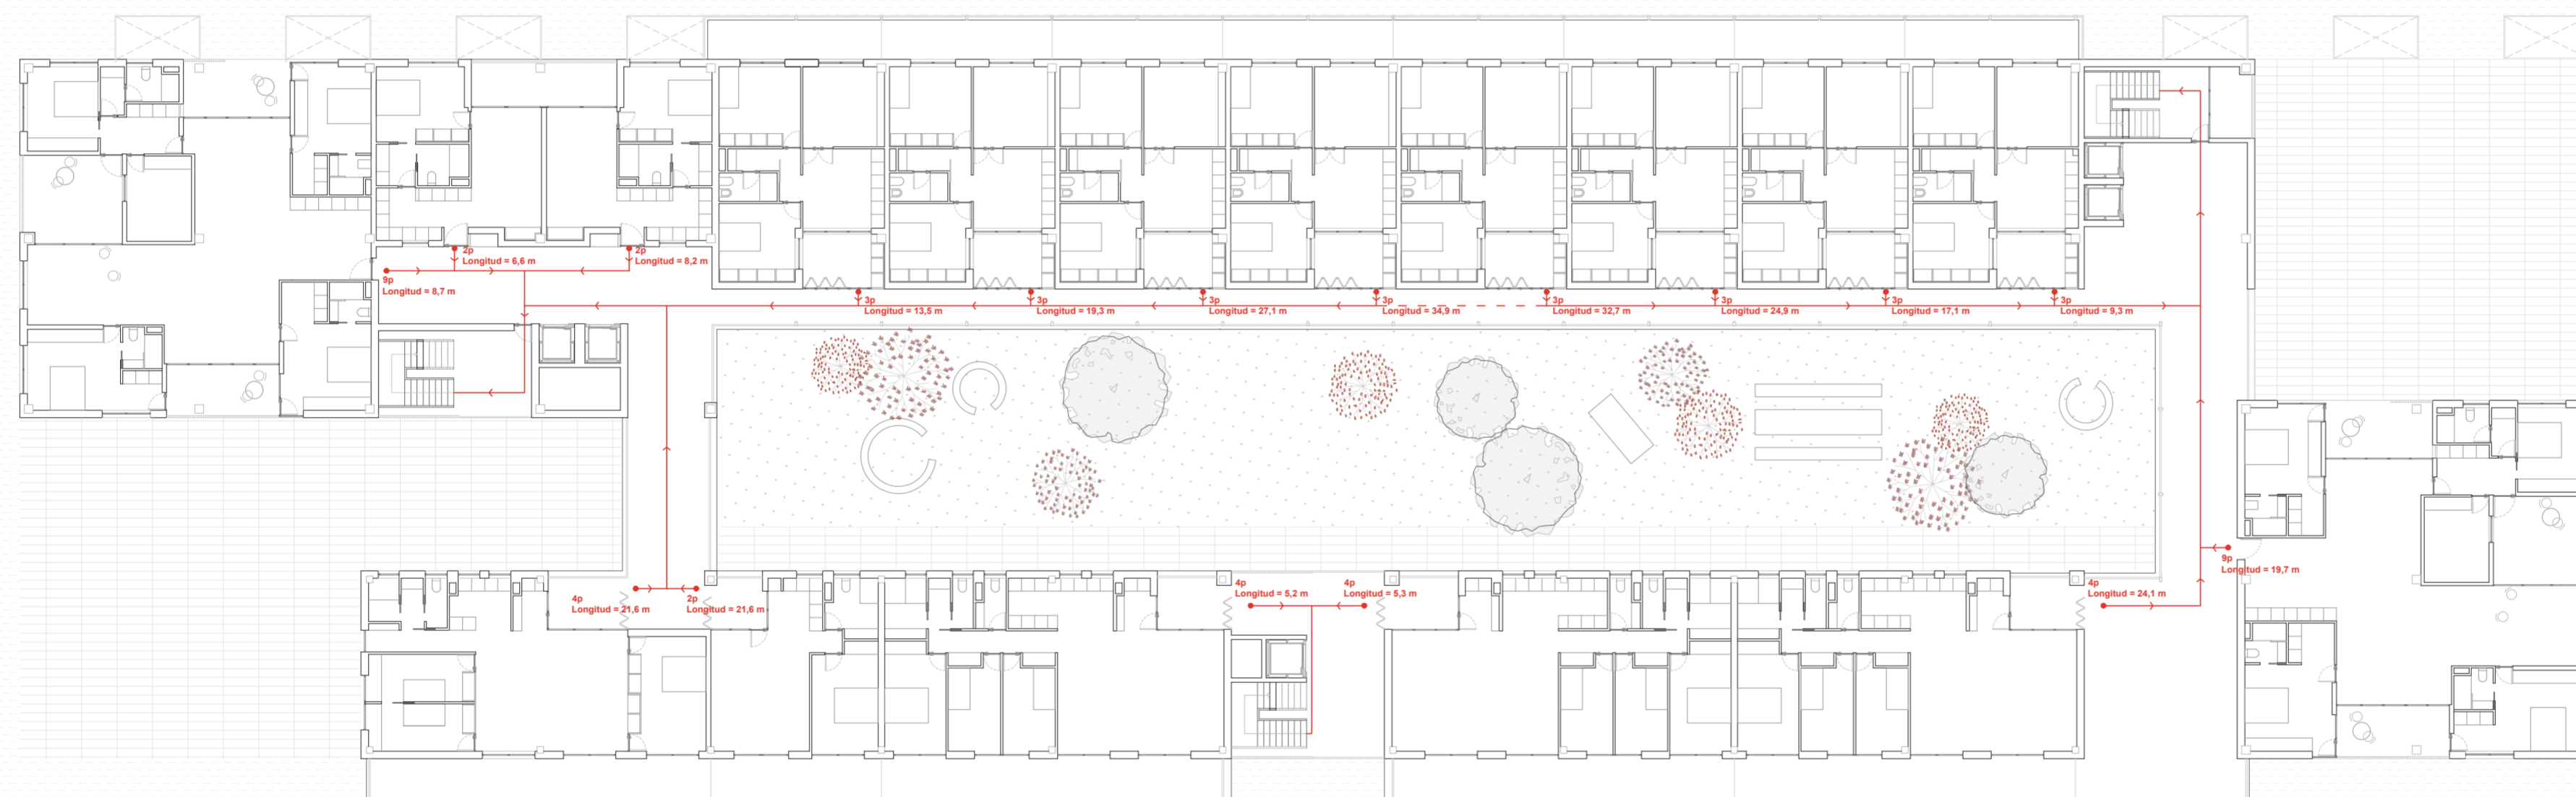 2p
Longitud = 6,6 m
2p
Longitud = 8,2 m
9p
Longitud = 8,7 m
3p
Longitud = 13,5 m
3p
Longitud = 19,3 m
3p
Longitud = 27,1 m
3p
Longitud = 34,9 m
3p
Longitud = 32,7 m
3p
Longitud = 24,9 m
3p
Longitud = 17,1 m
3p
Longitud = 9,3 m
9p
Longitud = 19,7 m
4p
Longitud = 21,6 m
2p
Longitud = 21,6 m
4p
Longitud = 5,2 m
4p
Longitud = 5,3 m
4p
Longitud = 24,1 m